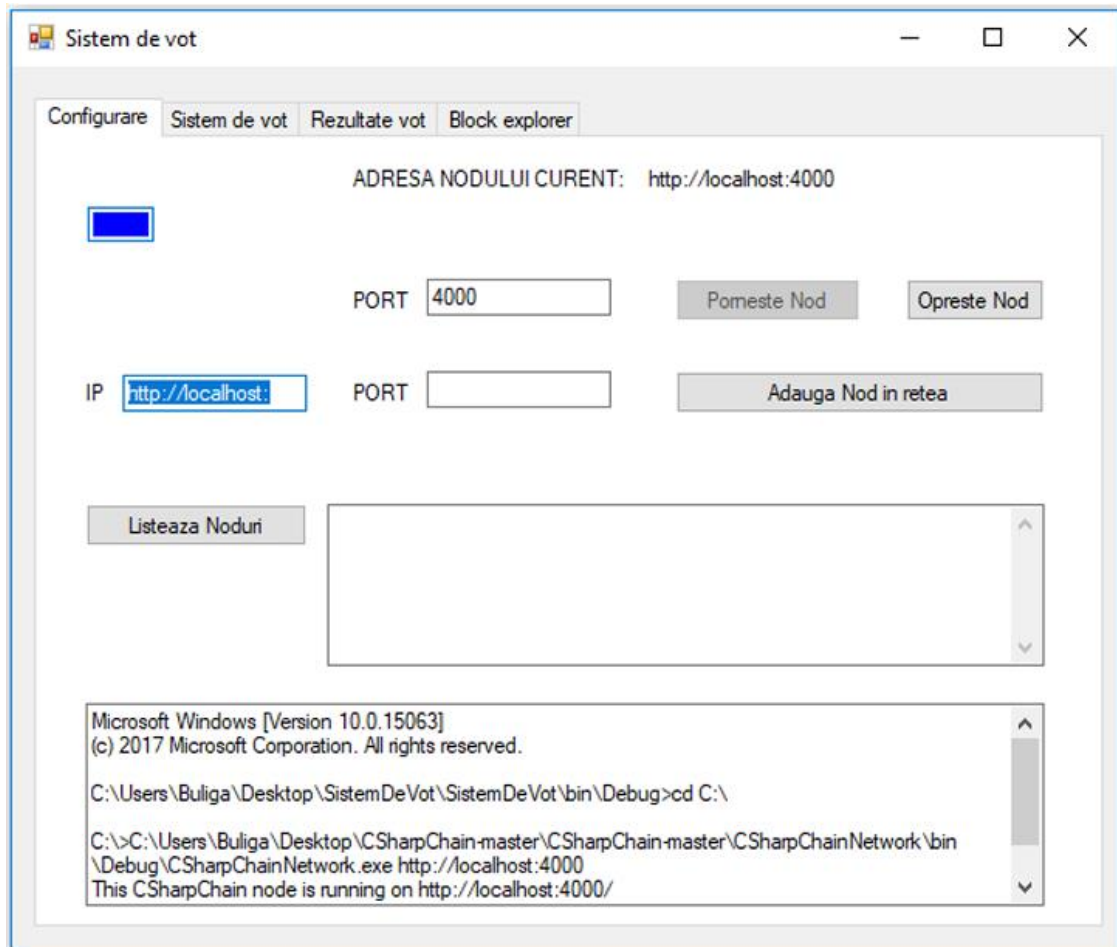 Sistem de vot
Configurare Sistem de vot Rezultate vot Block explorer
ADRESA NODULUI CURENT: http://localhost:4000
PORT 4000 Porneste Nod Opreste Nod
IP http://localhost: PORT Adauga Nod in retea
Listeaza Noduri
Microsoft Windows [Version 10.0.15063]
(c) 2017 Microsoft Corporation. All rights reserved.
C:\Users\Buliga\Desktop\SistemDeVot\SistemDeVot\bin\Debug>cd C:\
C:\>C:\Users\Buliga\Desktop\CSharpChain-master\CSharpChain-master\CSharpChainNetwork\bin
\Debug\CSharpChainNetwork.exe http://localhost:4000
This CSharpChain node is running on http://localhost:4000/